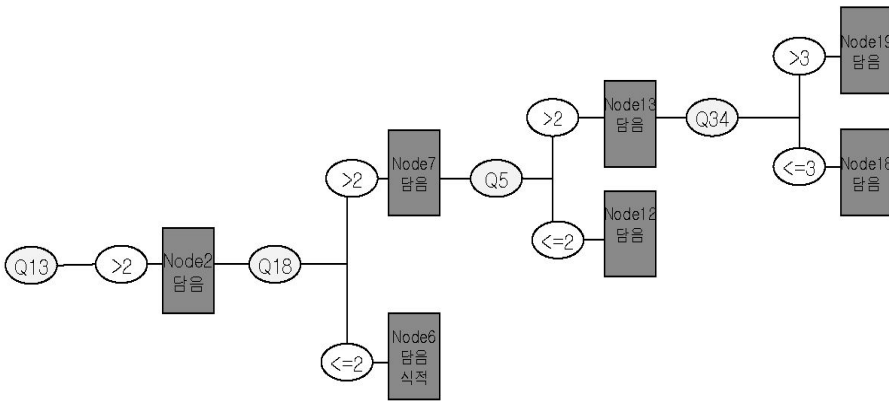 Node19
담음
>3
Node13
담음
>2
Q34
Node7
담음
<=3
Node18
담음
>2
Q5
Node12
담음
<=2
Q13
>2
Node2
담음
Q18
Node6
담음
식적
<=2